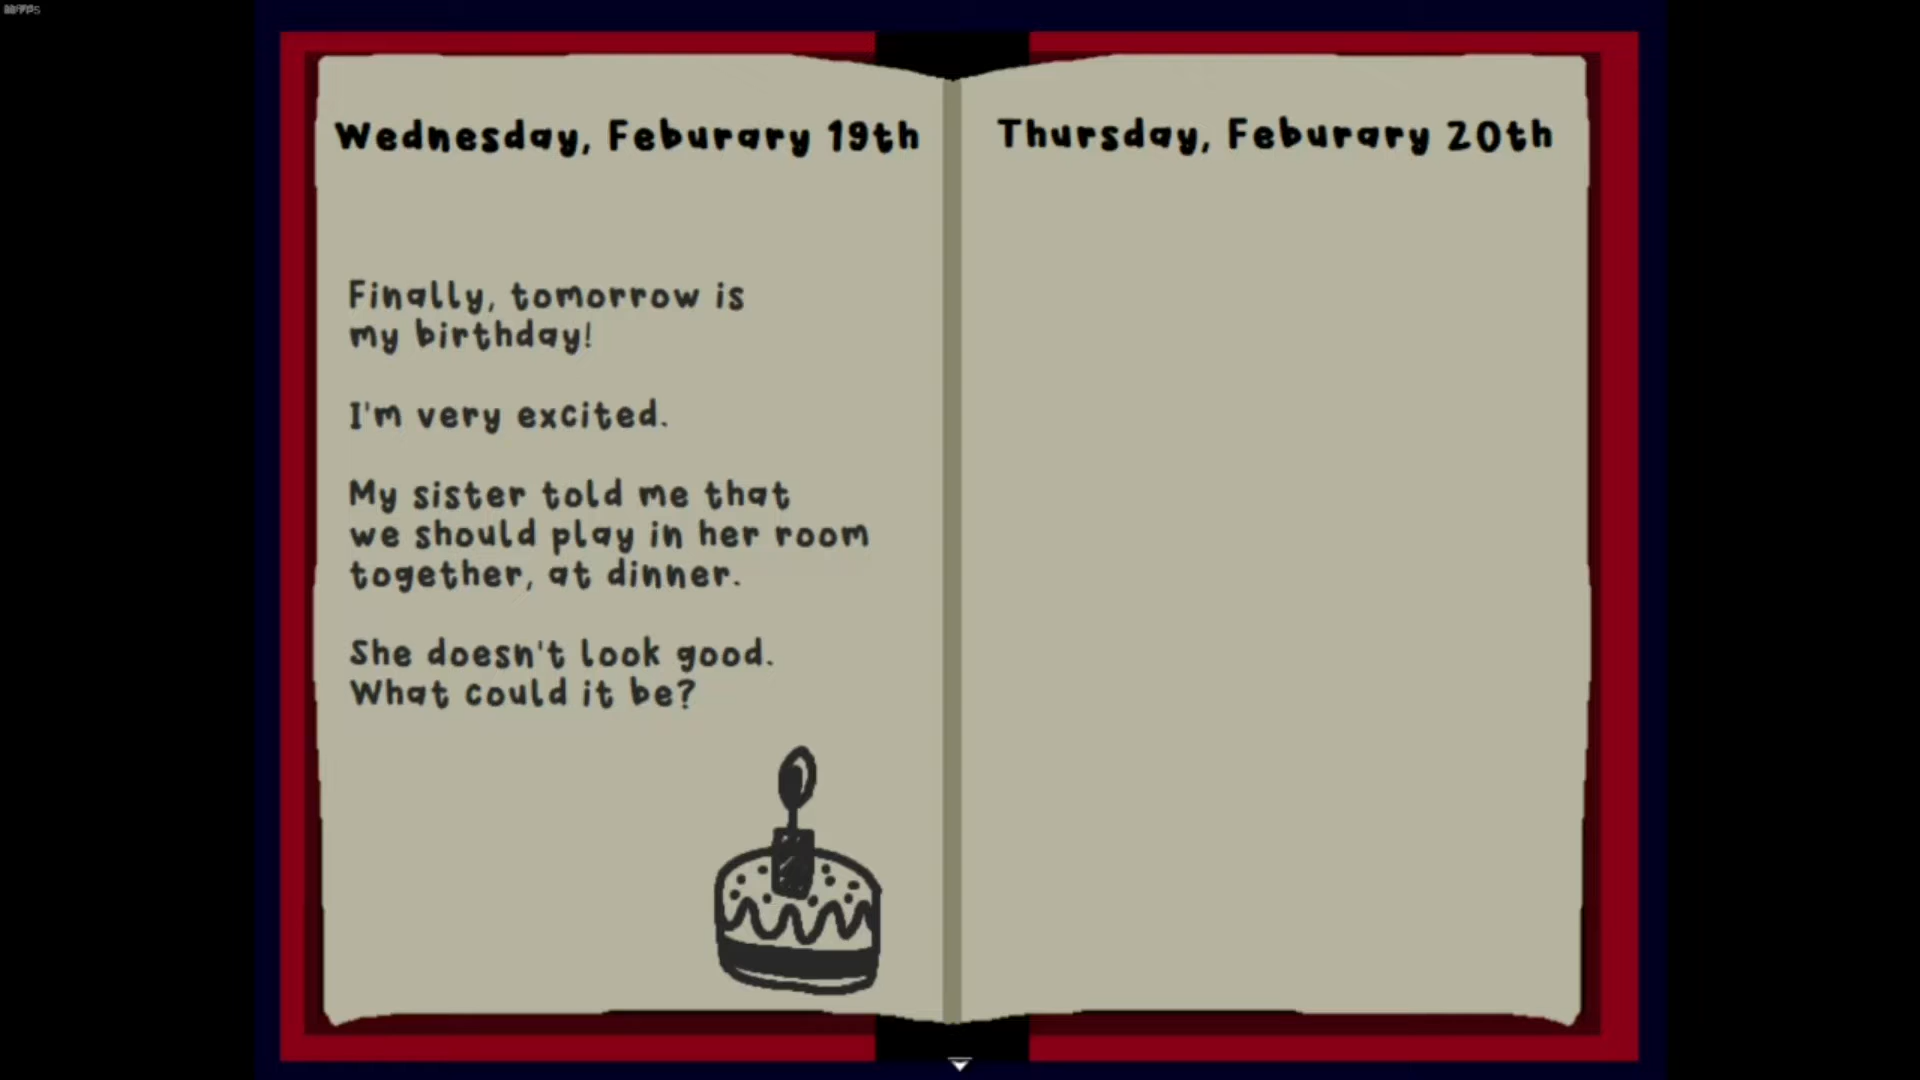 Wednesday, Feburary 19th
Finally, tomorrow is
my birthday!
I'm very excited.
My sister told me that
we should play in her room
together, at dinner.
She doesn't look good.
What could it be?
Thursday, Feburary 20th